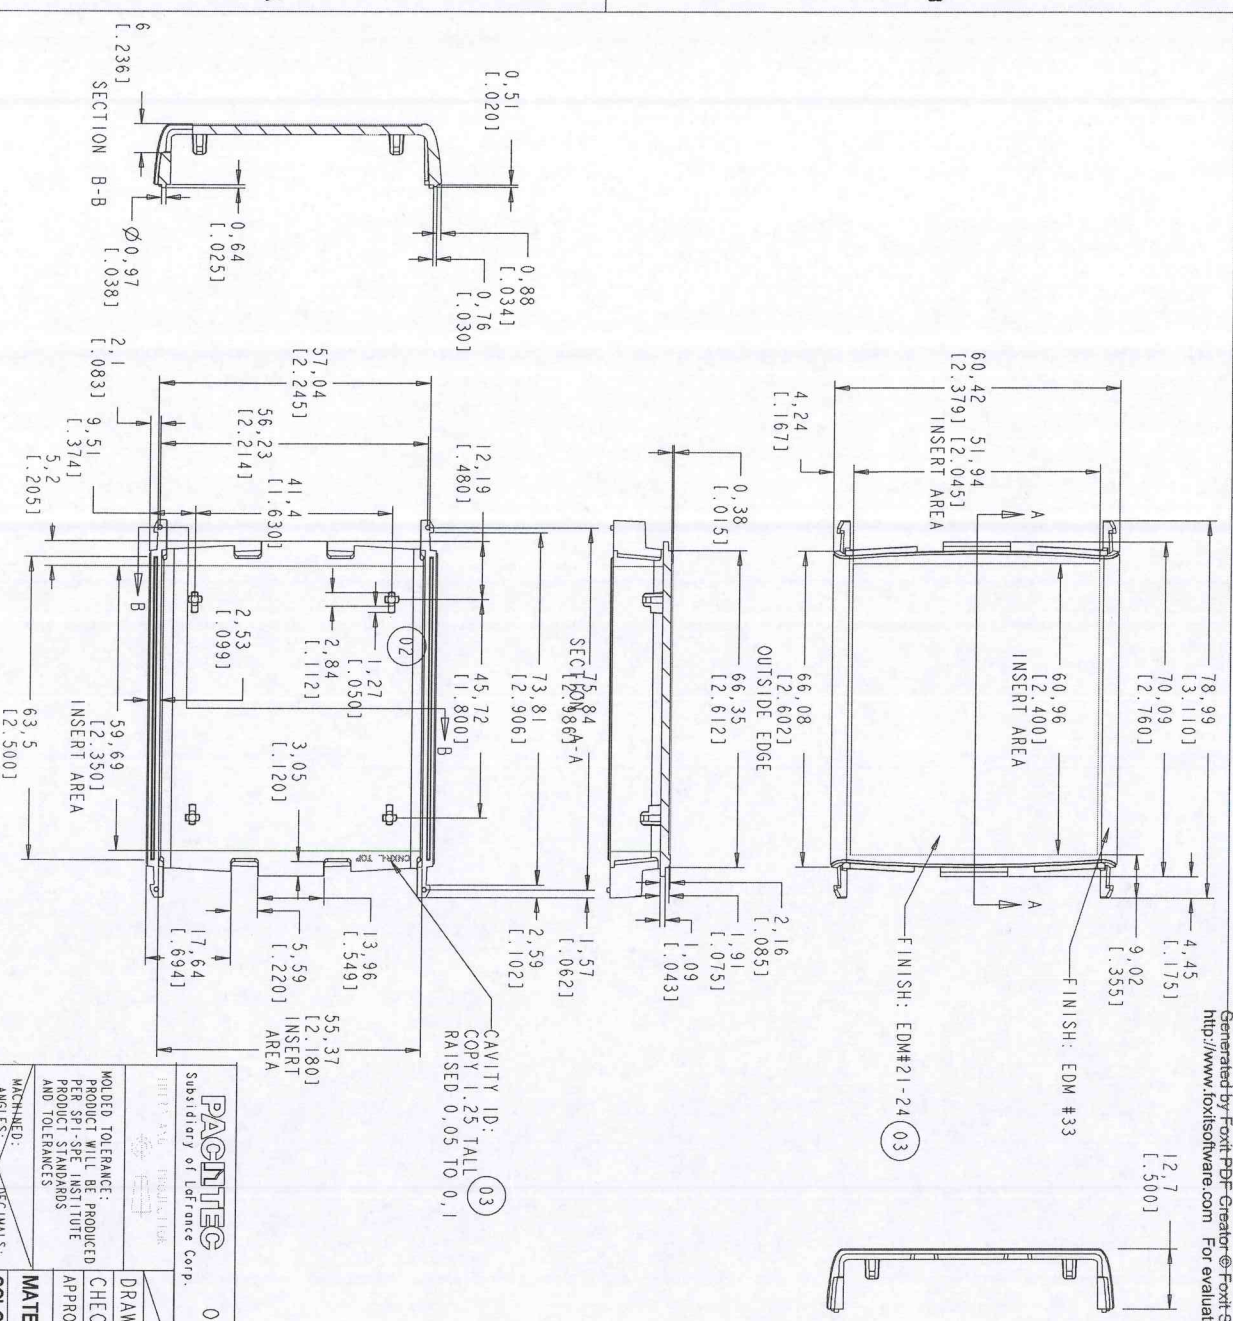 Generated by Foxit PDF Creator © Foxit S
http://www.foxitsoftware.com For evaluat
12,7
[.500]
78,99
[3.110]
70,09
[2.760]
4,45
[.175]
9,02
[.355]
60,96
[2.400]
INSERT AREA
FINISH: EDM #33
FINISH: EDM#21-24
03
A
A
60,42
[2.379]
51,94
[2.045]
INSERT AREA
4,24
[.167]
66,08
[2.602]
OUTSIDE EDGE
66,35
[2.612]
0,38
[.015]
2,16
[.085]
1,91
[.075]
1,09
[.043]
SECTION A-A
75,84
1,57
[.062]
73,81
[2.906]
2,59
[.102]
45,72
[1.800]
12,19
[.480]
1,27
[.050]
02
2,84
[.112]
3,05
[.120]
41,4
[1.630]
56,23
[2.214]
57,04
[2.245]
2,1
[.083]
9,51
[.374]
5,2
[.205]
2,53
[.099]
B
B
59,69
[2.350]
INSERT AREA
63,5
[2.500]
CNXRL TOP
13,96
[.549]
5,59
[.220]
17,64
[.694]
55,37
[2.180]
INSERT
AREA
CAVITY ID:
COPY 1.25 TALL
RAISED 0,05 TO 0,1
03
0,51
[.020]
0,88
[.034]
0,76
[.030]
0,64
[.025]
Ø0,97
[.038]
6
[.236]
SECTION B-B
PACTEC
Subsidiary of LaFrance Corp.
MOLDED TOLERANCE:
PRODUCT WILL BE PRODUCED
PER SPI-SPE INSTITUTE
PRODUCT STANDARDS
AND TOLERANCES
MACHINED:
ANGLES:
DECIMALS:
DRAW
CHEC
APPRO
MATE